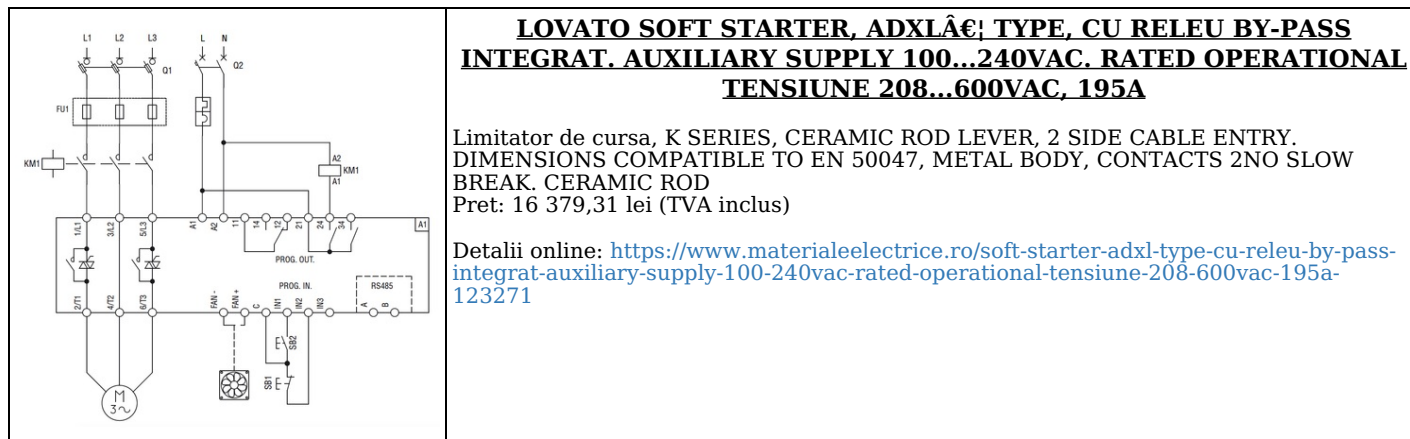 L1 L2 L3 L N
Q1 Q2
FU1
KM1
A2
KM1
A1
1/L1 3/L2 5/L3 A1 A2 11 14 12 21 24 34 A1
PROG. OUT.
PROG. IN. RS485
2/T1 4/T2 6/T3 FAN - FAN + C IN1 IN2 IN3 A B
SB2
SB1
M
3~
LOVATO SOFT STARTER, ADXLÂ€¦ TYPE, CU RELEU BY-PASS
INTEGRAT. AUXILIARY SUPPLY 100...240VAC. RATED OPERATIONAL
TENSIUNE 208...600VAC, 195A
Limitator de cursa, K SERIES, CERAMIC ROD LEVER, 2 SIDE CABLE ENTRY.
DIMENSIONS COMPATIBLE TO EN 50047, METAL BODY, CONTACTS 2NO SLOW
BREAK. CERAMIC ROD
Pret: 16 379,31 lei (TVA inclus)
Detalii online: https://www.materialeelectrice.ro/soft-starter-adxl-type-cu-releu-by-pass-
integrat-auxiliary-supply-100-240vac-rated-operational-tensiune-208-600vac-195a-
123271